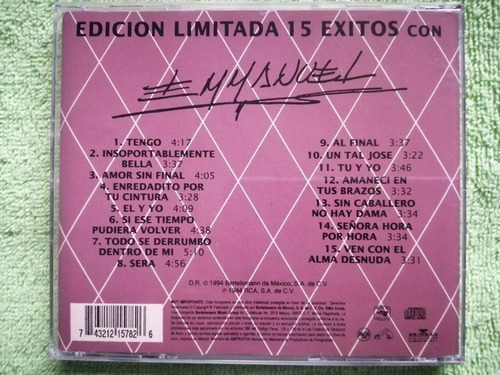 EDICION LIMITADA 15 EXITOS CON
EMMANUEL
1. TENGO 4:17
2. INSOPORTABLEMENTE
BELLA 3:37
3. AMOR SIN FINAL 4:05
4. ENREDADITO POR
TU CINTURA 3:28
5. EL Y YO 4:09
6. SI ESE TIEMPO
PUDIERA VOLVER 4:38
7. TODO SE DERRUMBO
DENTRO DE MI 5:10
8. SERA 4:56
9. AL FINAL 3:37
10. UN TAL JOSE 3:22
11. TU Y YO 3:46
12. AMANECI EN
TUS BRAZOS 3:32
13. SIN CABALLERO
NO HAY DAMA 3:34
14. SEÑORA HORA
POR HORA 3:34
15. VEN CON EL
ALMA DESNUDA 3:31
D.R. © 1994 Bertelsmann de México, S.A. de C.V.
℗ 1984 RCA, S.A. de C.V.
7 43212 15782 6